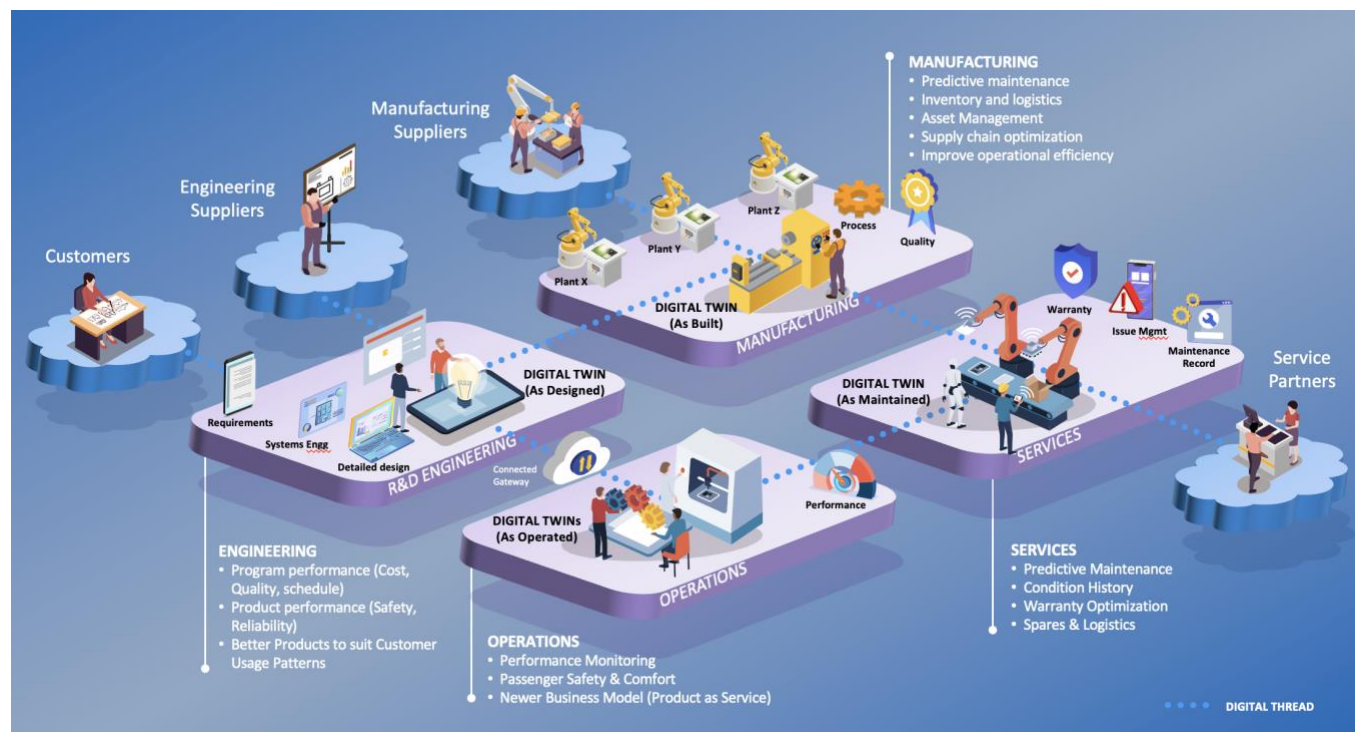 MANUFACTURING
• Predictive maintenance
• Inventory and logistics
• Asset Management
• Supply chain optimization
• Improve operational efficiency
Manufacturing
Suppliers
Engineering
Suppliers
Customers
Plant X
Plant Y
Plant Z
Process
Quality
DIGITAL TWIN
(As Built)
MANUFACTURING
Warranty
Issue Mgmt
Maintenance
Record
Service
Partners
DIGITAL TWIN
(As Designed)
Requirements
Systems Engg
Detailed design
R&D ENGINEERING
DIGITAL TWIN
(As Maintained)
SERVICES
Connected
Gateway
DIGITAL TWINs
(As Operated)
Performance
OPERATIONS
ENGINEERING
• Program performance (Cost,
Quality, schedule)
• Product performance (Safety,
Reliability)
• Better Products to suit Customer
Usage Patterns
OPERATIONS
• Performance Monitoring
• Passenger Safety & Comfort
• Newer Business Model (Product as Service)
SERVICES
• Predictive Maintenance
• Condition History
• Warranty Optimization
• Spares & Logistics
DIGITAL THREAD